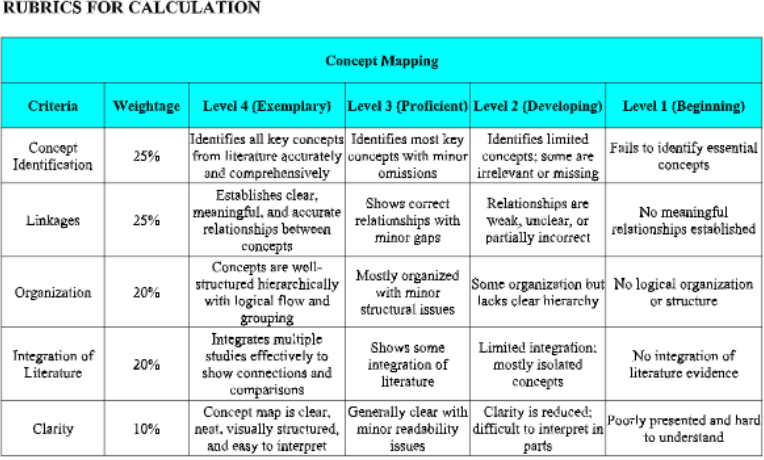 RUBRICS FOR CALCULATION
Concept Mapping
Criteria Weightage Level 4 (Exemplary) Level 3 (Proficient) Level 2 (Developing) Level 1 (Beginning)
Concept
Identification
25%
Identifies all key concepts
from literature accurately
and comprehensively
Identifies most key
concepts with minor
omissions
Identifies limited
concepts; some are
irrelevant or missing
Fails to identify essential
concepts
Linkages
25%
Establishes clear,
meaningful, and accurate
relationships between
concepts
Shows correct
relationships with
minor gaps
Relationships are
weak, unclear, or
partially incorrect
No meaningful
relationships established
Organization
20%
Concepts are well-
structured hierarchically
with logical flow and
grouping
Mostly organized
with minor
structural issues
Some organization but
lacks clear hierarchy
No logical organization
or structure
Integration of
Literature
20%
Integrates multiple
studies effectively to
show connections and
comparisons
Shows some
integration of
literature
Limited integration;
mostly isolated
concepts
No integration of
literature evidence
Clarity
10%
Concept map is clear,
neat, visually structured,
and easy to interpret
Generally clear with
minor readability
issues
Clarity is reduced;
difficult to interpret in
parts
Poorly presented and hard
to understand